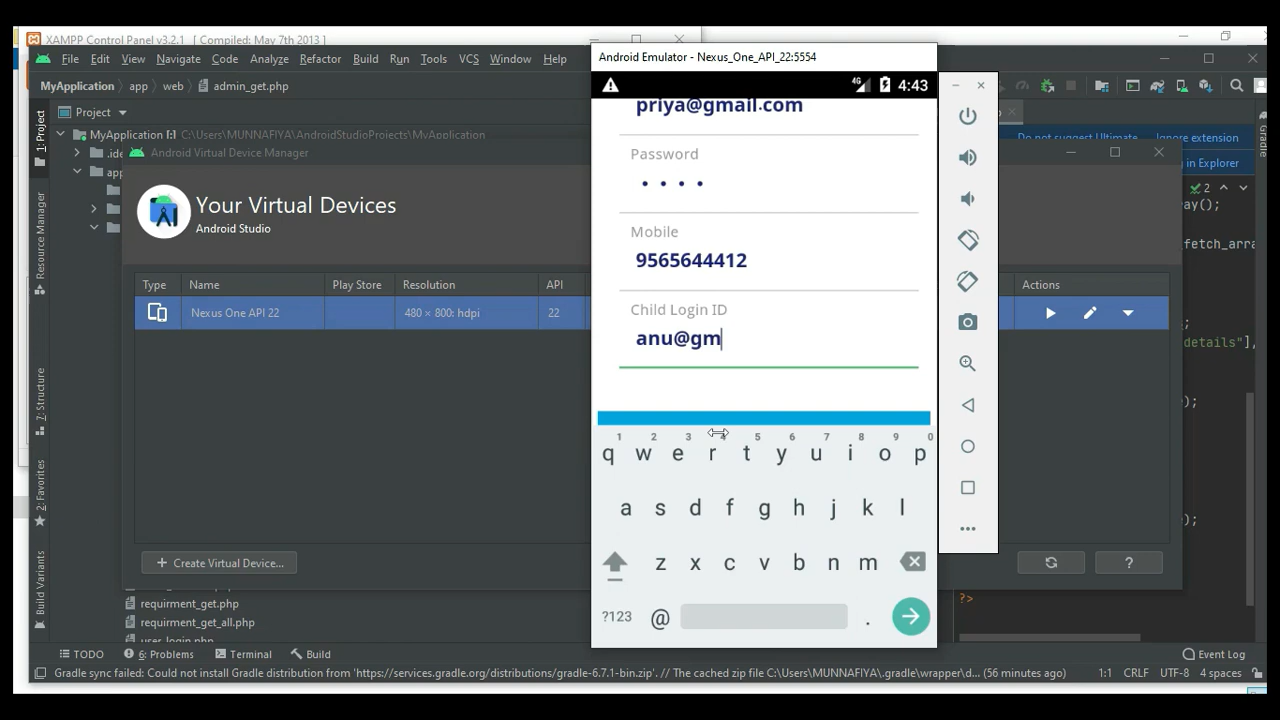 XAMPP Control Panel v3.2.1 [ Compiled: May 7th 2013 ]
File Edit View Navigate Code Analyze Refactor Build Run Tools VCS Window Help
MyApplication app web admin_get.php
Project
MyApplication [-] C:\Users\MUNNAFIYA\AndroidStudioProjects\MyApplication
.ide
Android Virtual Device Manager
app
Your Virtual Devices
Android Studio
Type Name Play Store Resolution API Actions
Nexus One API 22 480 × 800: hdpi 22
+ Create Virtual Device...
?
requirment_get.php
requirment_get_all.php
user_login.php
1: Project
Resource Manager
7: Structure
2: Favorites
Build Variants
Android Emulator - Nexus_One_API_22:5554
4G 4:43
priya@gmail.com
Password
• • • •
Mobile
9565644412
Child Login ID
anu@gm
1 2 3 4 5 6 7 8 9 0
q w e r t y u i o p
a s d f g h j k l
z x c v b n m
?123 @ .
Do not suggest Ultimate Ignore extension
in Explorer
Gradle
2
ay();
fetch_arra
;
details"],
);
);
?>
TODO 6: Problems Terminal Build Event Log
Gradle sync failed: Could not install Gradle distribution from 'https://services.gradle.org/distributions/gradle-6.7.1-bin.zip'. // The cached zip file C:\Users\MUNNAFIYA\.gradle\wrapper\d... (56 minutes ago) 1:1 CRLF UTF-8 4 spaces